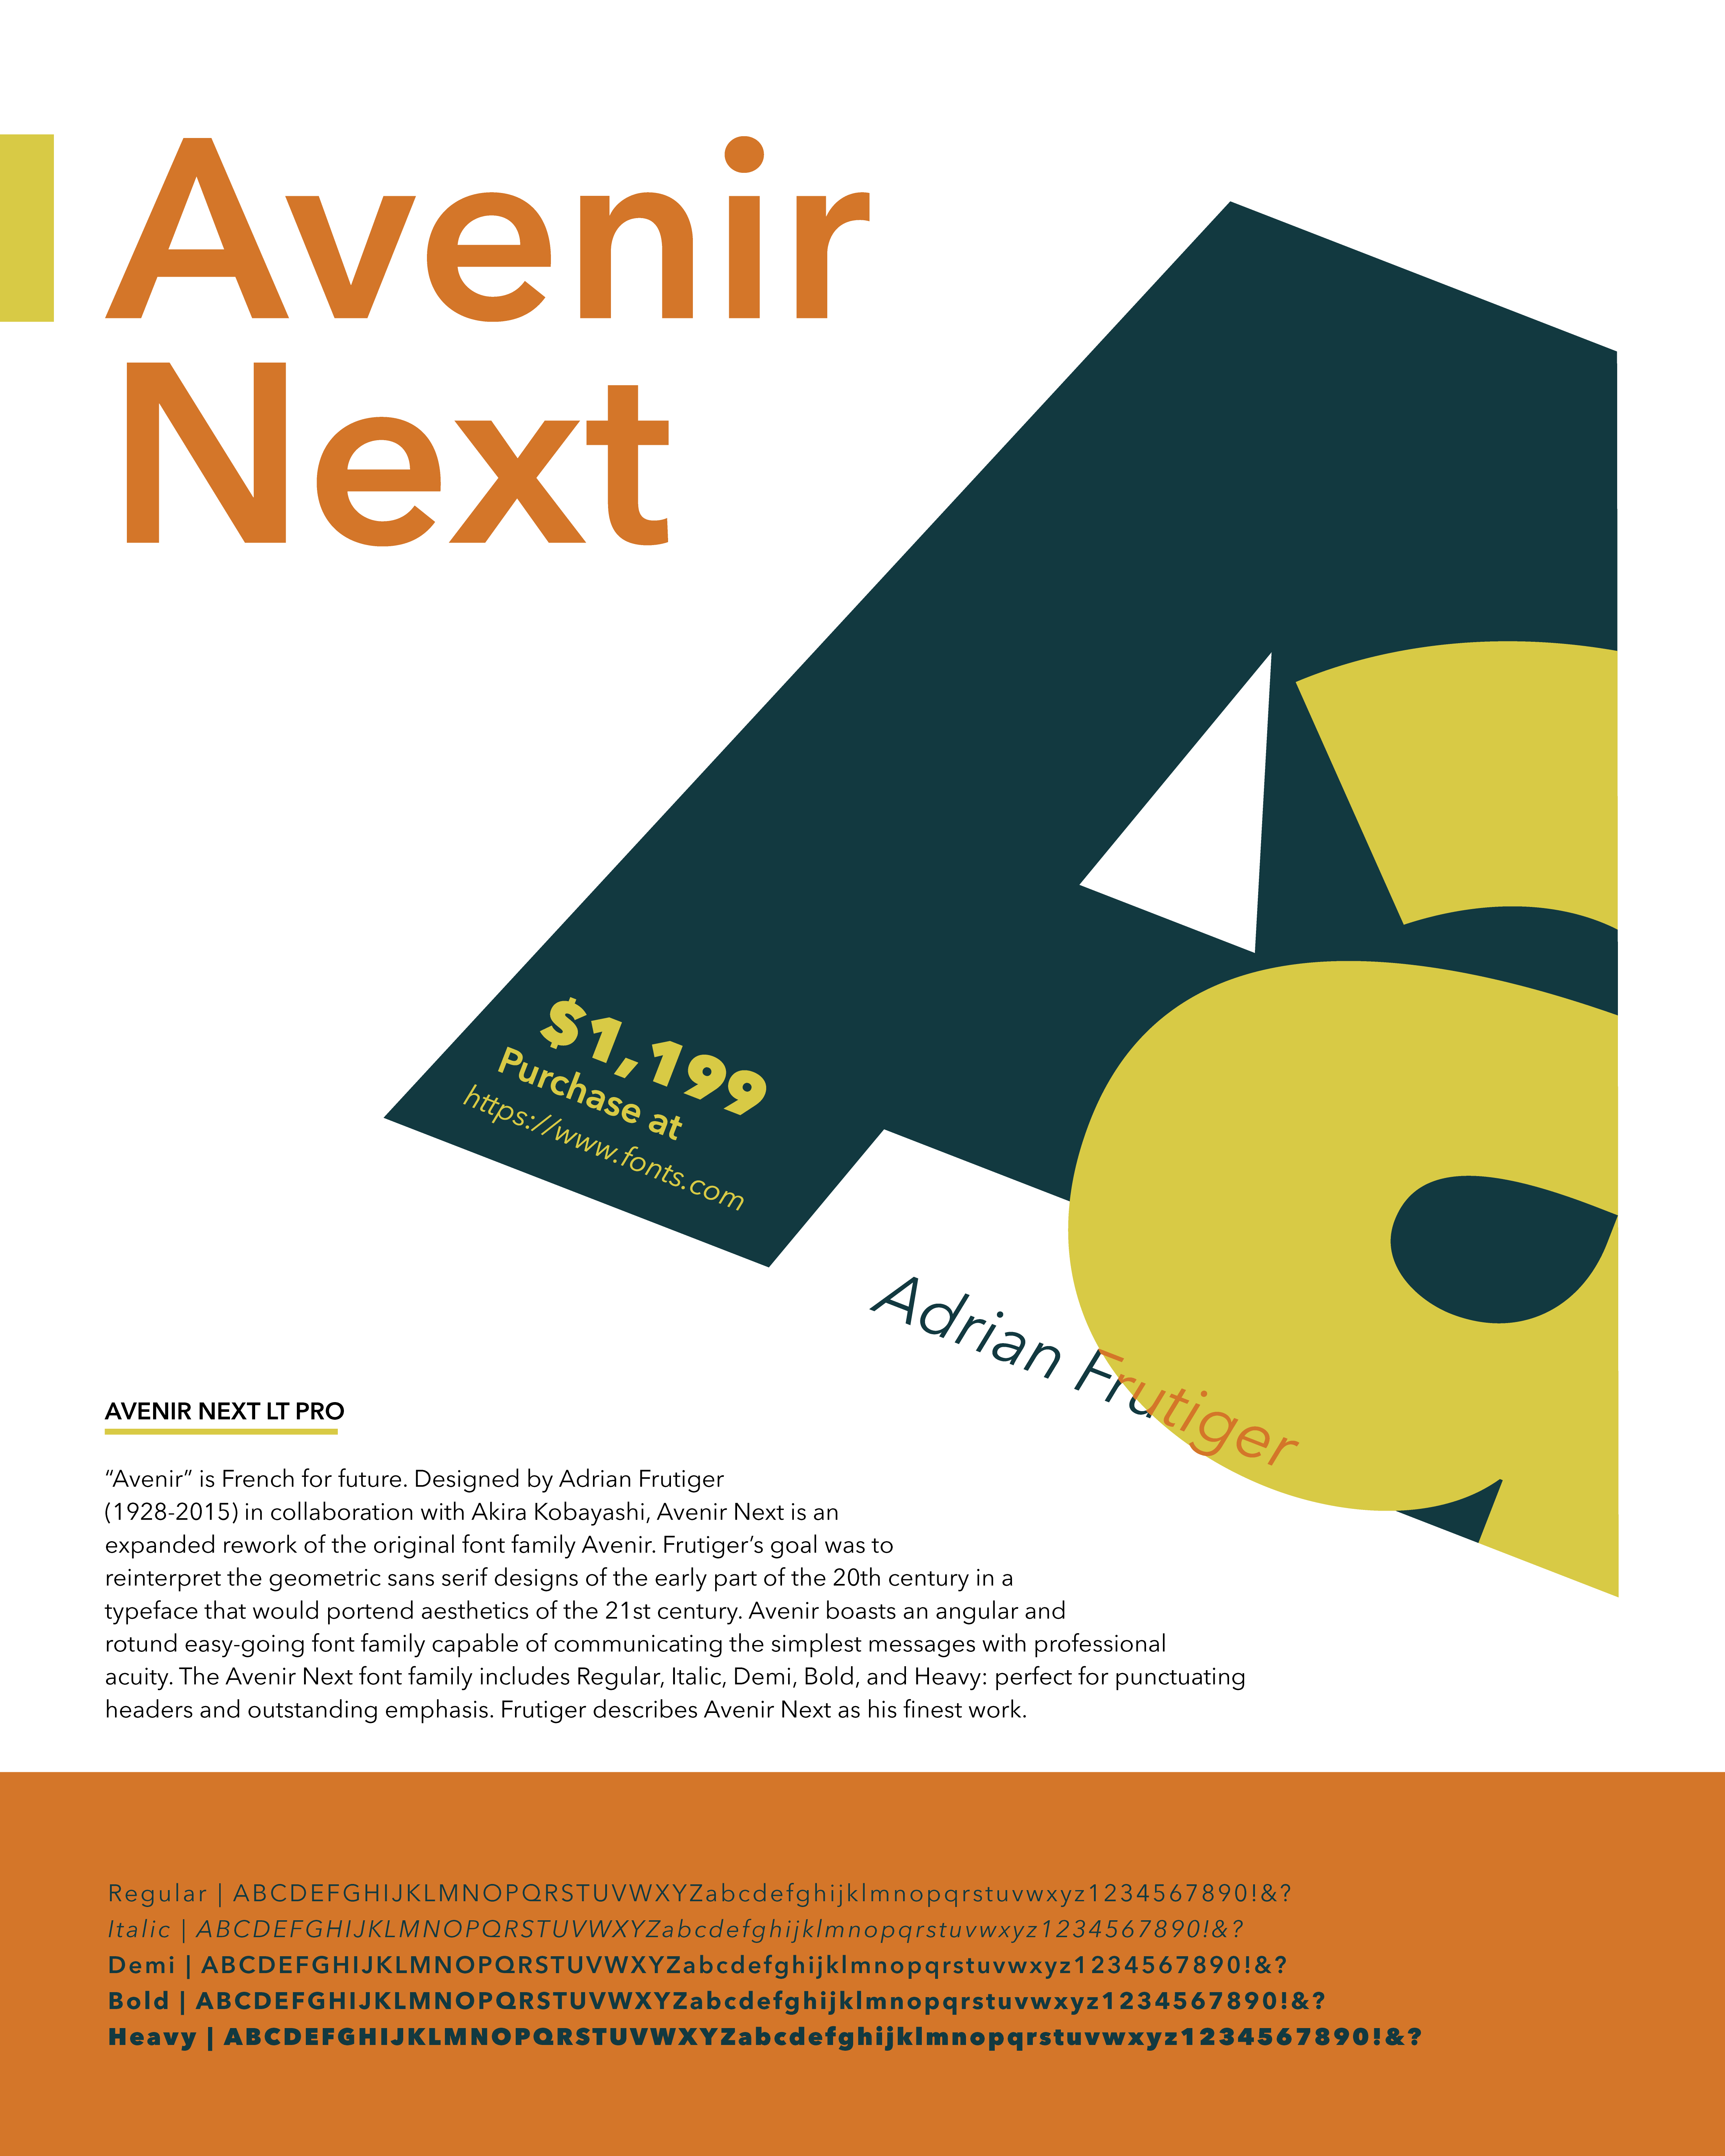 Avenir
Next
$1,199
Purchase at
https://www.fonts.com
Adrian Frutiger
AVENIR NEXT LT PRO
“Avenir” is French for future. Designed by Adrian Frutiger
(1928-2015) in collaboration with Akira Kobayashi, Avenir Next is an
expanded rework of the original font family Avenir. Frutiger’s goal was to
reinterpret the geometric sans serif designs of the early part of the 20th century in a
typeface that would portend aesthetics of the 21st century. Avenir boasts an angular and
rotund easy-going font family capable of communicating the simplest messages with professional
acuity. The Avenir Next font family includes Regular, Italic, Demi, Bold, and Heavy: perfect for punctuating
headers and outstanding emphasis. Frutiger describes Avenir Next as his finest work.
Regular | ABCDEFGHIJKLMNOPQRSTUVWXYZabcdefghijklmnopqrstuvwxyz1234567890!&?
Italic | ABCDEFGHIJKLMNOPQRSTUVWXYZabcdefghijklmnopqrstuvwxyz1234567890!&?
Demi | ABCDEFGHIJKLMNOPQRSTUVWXYZabcdefghijklmnopqrstuvwxyz1234567890!&?
Bold | ABCDEFGHIJKLMNOPQRSTUVWXYZabcdefghijklmnopqrstuvwxyz1234567890!&?
Heavy | ABCDEFGHIJKLMNOPQRSTUVWXYZabcdefghijklmnopqrstuvwxyz1234567890!&?
A
a